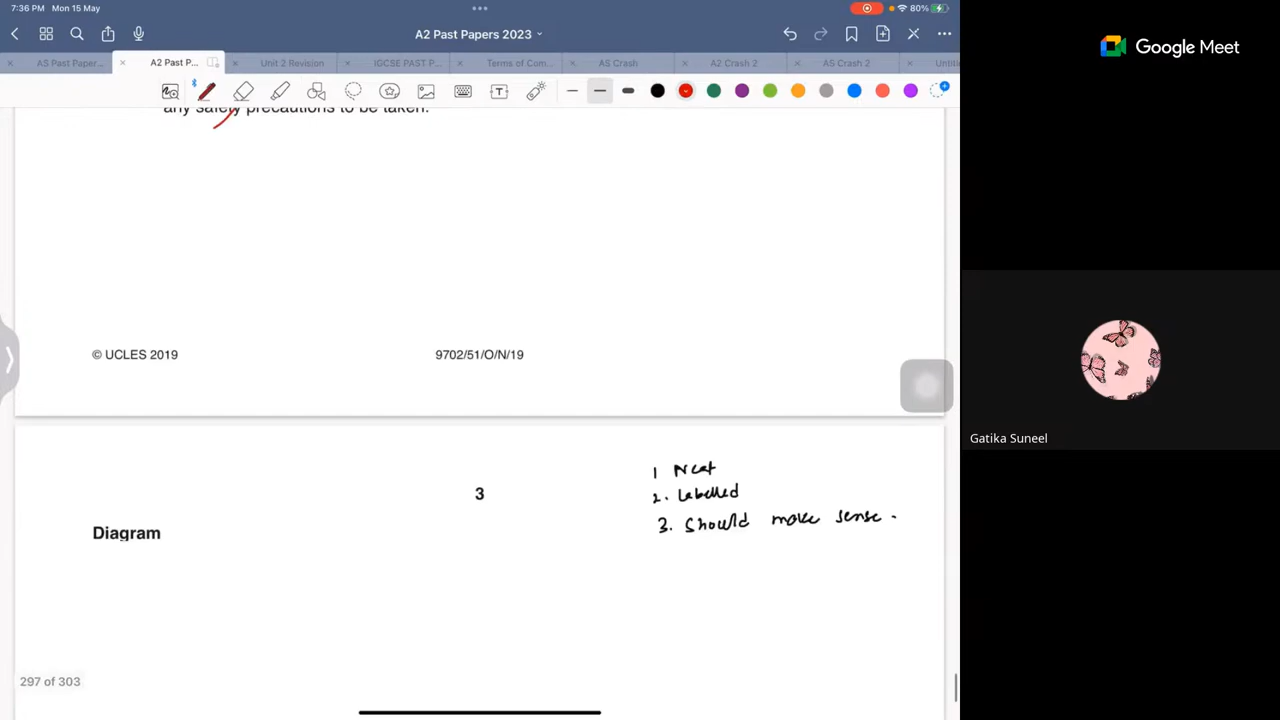 7:36 PM Mon 15 May
80%
A2 Past Papers 2023
Google Meet
AS Past Paper...
A2 Past P...
Unit 2 Revision
IGCSE PAST P...
Terms of Com...
AS Crash
A2 Crash 2
AS Crash 2
Untitl
any safety precautions to be taken.
© UCLES 2019
9702/51/O/N/19
Gatika Suneel
1 Neat
2. Labelled
3
3. Should make sense.
Diagram
297 of 303